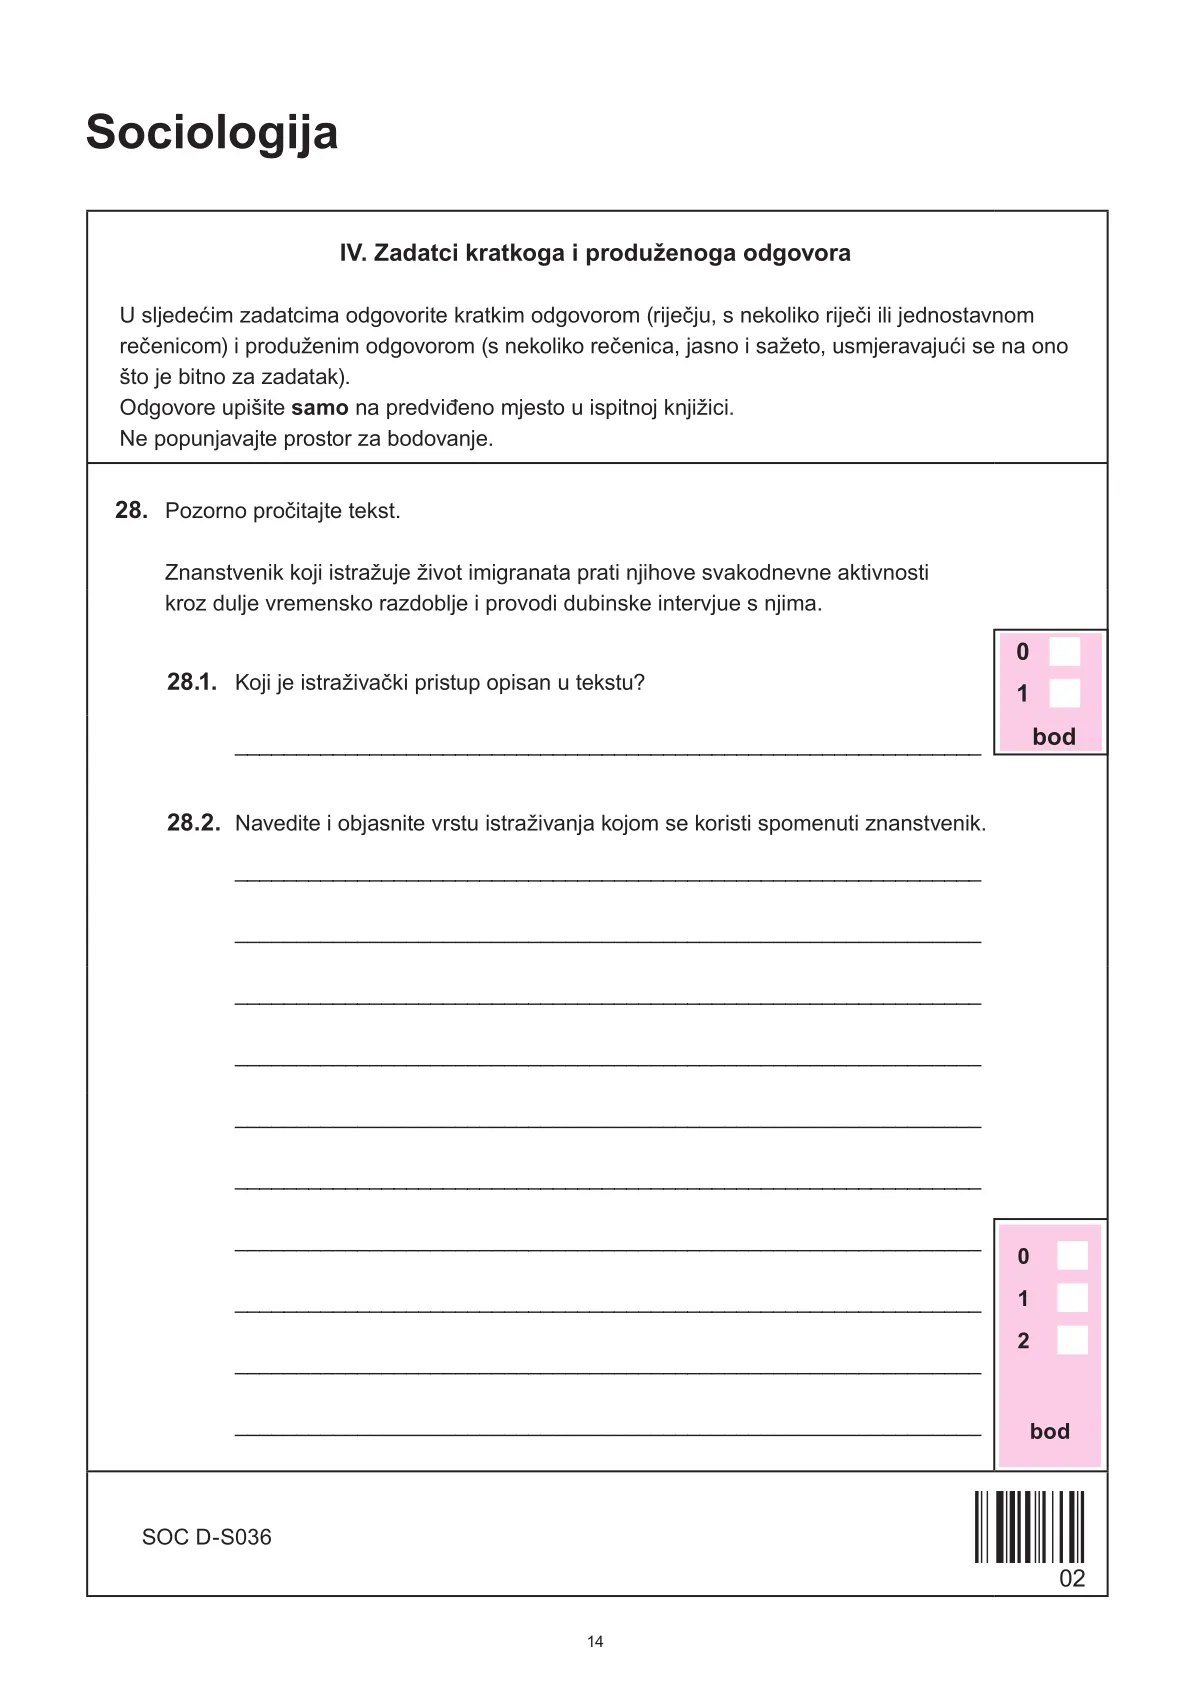 Sociologija
IV. Zadatci kratkoga i produženoga odgovora
U sljedećim zadatcima odgovorite kratkim odgovorom (riječju, s nekoliko riječi ili jednostavnom
rečenicom) i produženim odgovorom (s nekoliko rečenica, jasno i sažeto, usmjeravajući se na ono
što je bitno za zadatak).
Odgovore upišite samo na predviđeno mjesto u ispitnoj knjižici.
Ne popunjavajte prostor za bodovanje.
28. Pozorno pročitajte tekst.
Znanstvenik koji istražuje život imigranata prati njihove svakodnevne aktivnosti
kroz dulje vremensko razdoblje i provodi dubinske intervjue s njima.
28.1. Koji je istraživački pristup opisan u tekstu?
0
1
bod
28.2. Navedite i objasnite vrstu istraživanja kojom se koristi spomenuti znanstvenik.
0
1
2
bod
SOC D-S036
02
14